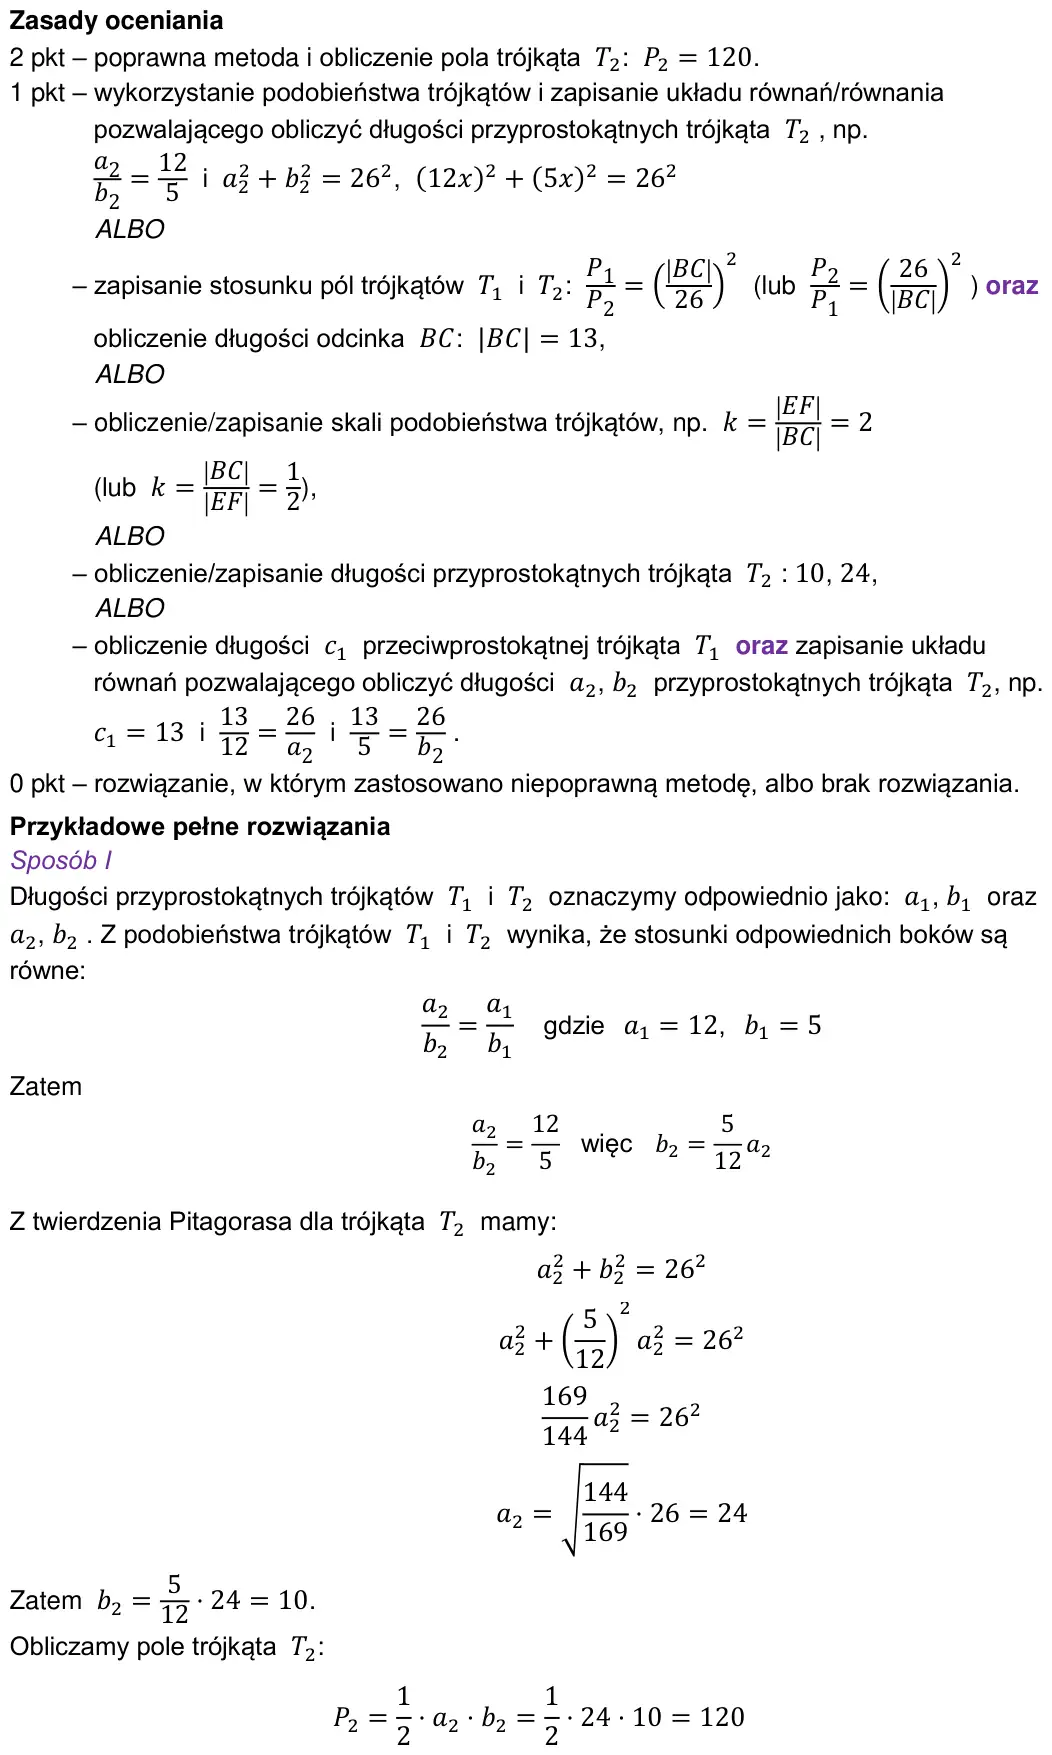 Zasady oceniania
2 pkt – poprawna metoda i obliczenie pola trójkąta T₂: P₂ = 120.
1 pkt – wykorzystanie podobieństwa trójkątów i zapisanie układu równań/równania
pozwalającego obliczyć długości przyprostokątnych trójkąta T₂ , np.
a₂/b₂ = 12/5 i a₂² + b₂² = 26², (12x)² + (5x)² = 26²
ALBO
– zapisanie stosunku pól trójkątów T₁ i T₂: P₁/P₂ = (|BC|/26)² (lub P₂/P₁ = (26/|BC|)² ) oraz
obliczenie długości odcinka BC: |BC| = 13,
ALBO
– obliczenie/zapisanie skali podobieństwa trójkątów, np. k = |EF|/|BC| = 2
(lub k = |BC|/|EF| = 1/2),
ALBO
– obliczenie/zapisanie długości przyprostokątnych trójkąta T₂ : 10, 24,
ALBO
– obliczenie długości c₁ przeciwprostokątnej trójkąta T₁ oraz zapisanie układu
równań pozwalającego obliczyć długości a₂, b₂ przyprostokątnych trójkąta T₂, np.
c₁ = 13 i 13/12 = 26/a₂ i 13/5 = 26/b₂ .
0 pkt – rozwiązanie, w którym zastosowano niepoprawną metodę, albo brak rozwiązania.
Przykładowe pełne rozwiązania
Sposób I
Długości przyprostokątnych trójkątów T₁ i T₂ oznaczymy odpowiednio jako: a₁, b₁ oraz
a₂, b₂ . Z podobieństwa trójkątów T₁ i T₂ wynika, że stosunki odpowiednich boków są
równe:
a₂/b₂ = a₁/b₁ gdzie a₁ = 12, b₁ = 5
Zatem
a₂/b₂ = 12/5 więc b₂ = 5/12 a₂
Z twierdzenia Pitagorasa dla trójkąta T₂ mamy:
a₂² + b₂² = 26²
a₂² + (5/12)² a₂² = 26²
169/144 a₂² = 26²
a₂ = √(144/169) · 26 = 24
Zatem b₂ = 5/12 · 24 = 10.
Obliczamy pole trójkąta T₂:
P₂ = 1/2 · a₂ · b₂ = 1/2 · 24 · 10 = 120